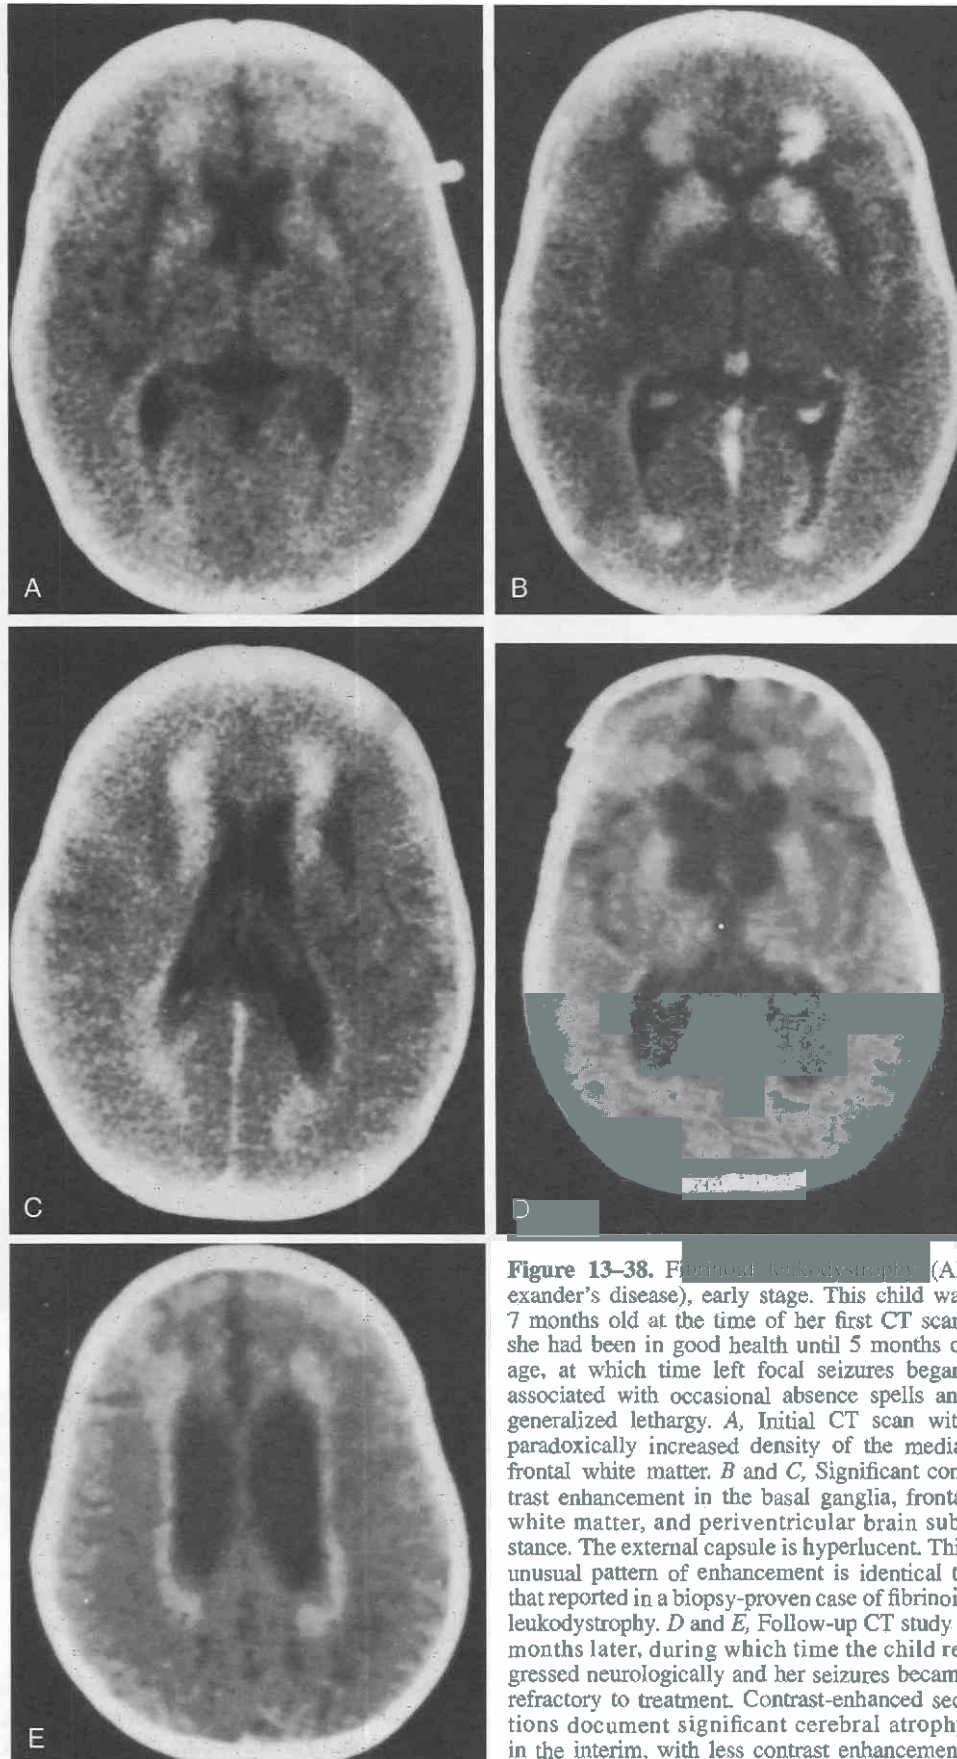 A
B
C
D
E
Figure 13–38. Fibrinoid leukodystrophy (Al
exander's disease), early stage. This child wa
7 months old at the time of her first CT scan
she had been in good health until 5 months o
age, at which time left focal seizures began
associated with occasional absence spells an
generalized lethargy. A, Initial CT scan with
paradoxically increased density of the media
frontal white matter. B and C, Significant con
trast enhancement in the basal ganglia, fronta
white matter, and periventricular brain sub
stance. The external capsule is hyperlucent. Thi
unusual pattern of enhancement is identical t
that reported in a biopsy-proven case of fibrinoi
leukodystrophy. D and E, Follow-up CT study
months later, during which time the child re
gressed neurologically and her seizures becam
refractory to treatment. Contrast-enhanced sec
tions document significant cerebral atrophy
in the interim, with less contrast enhancemen